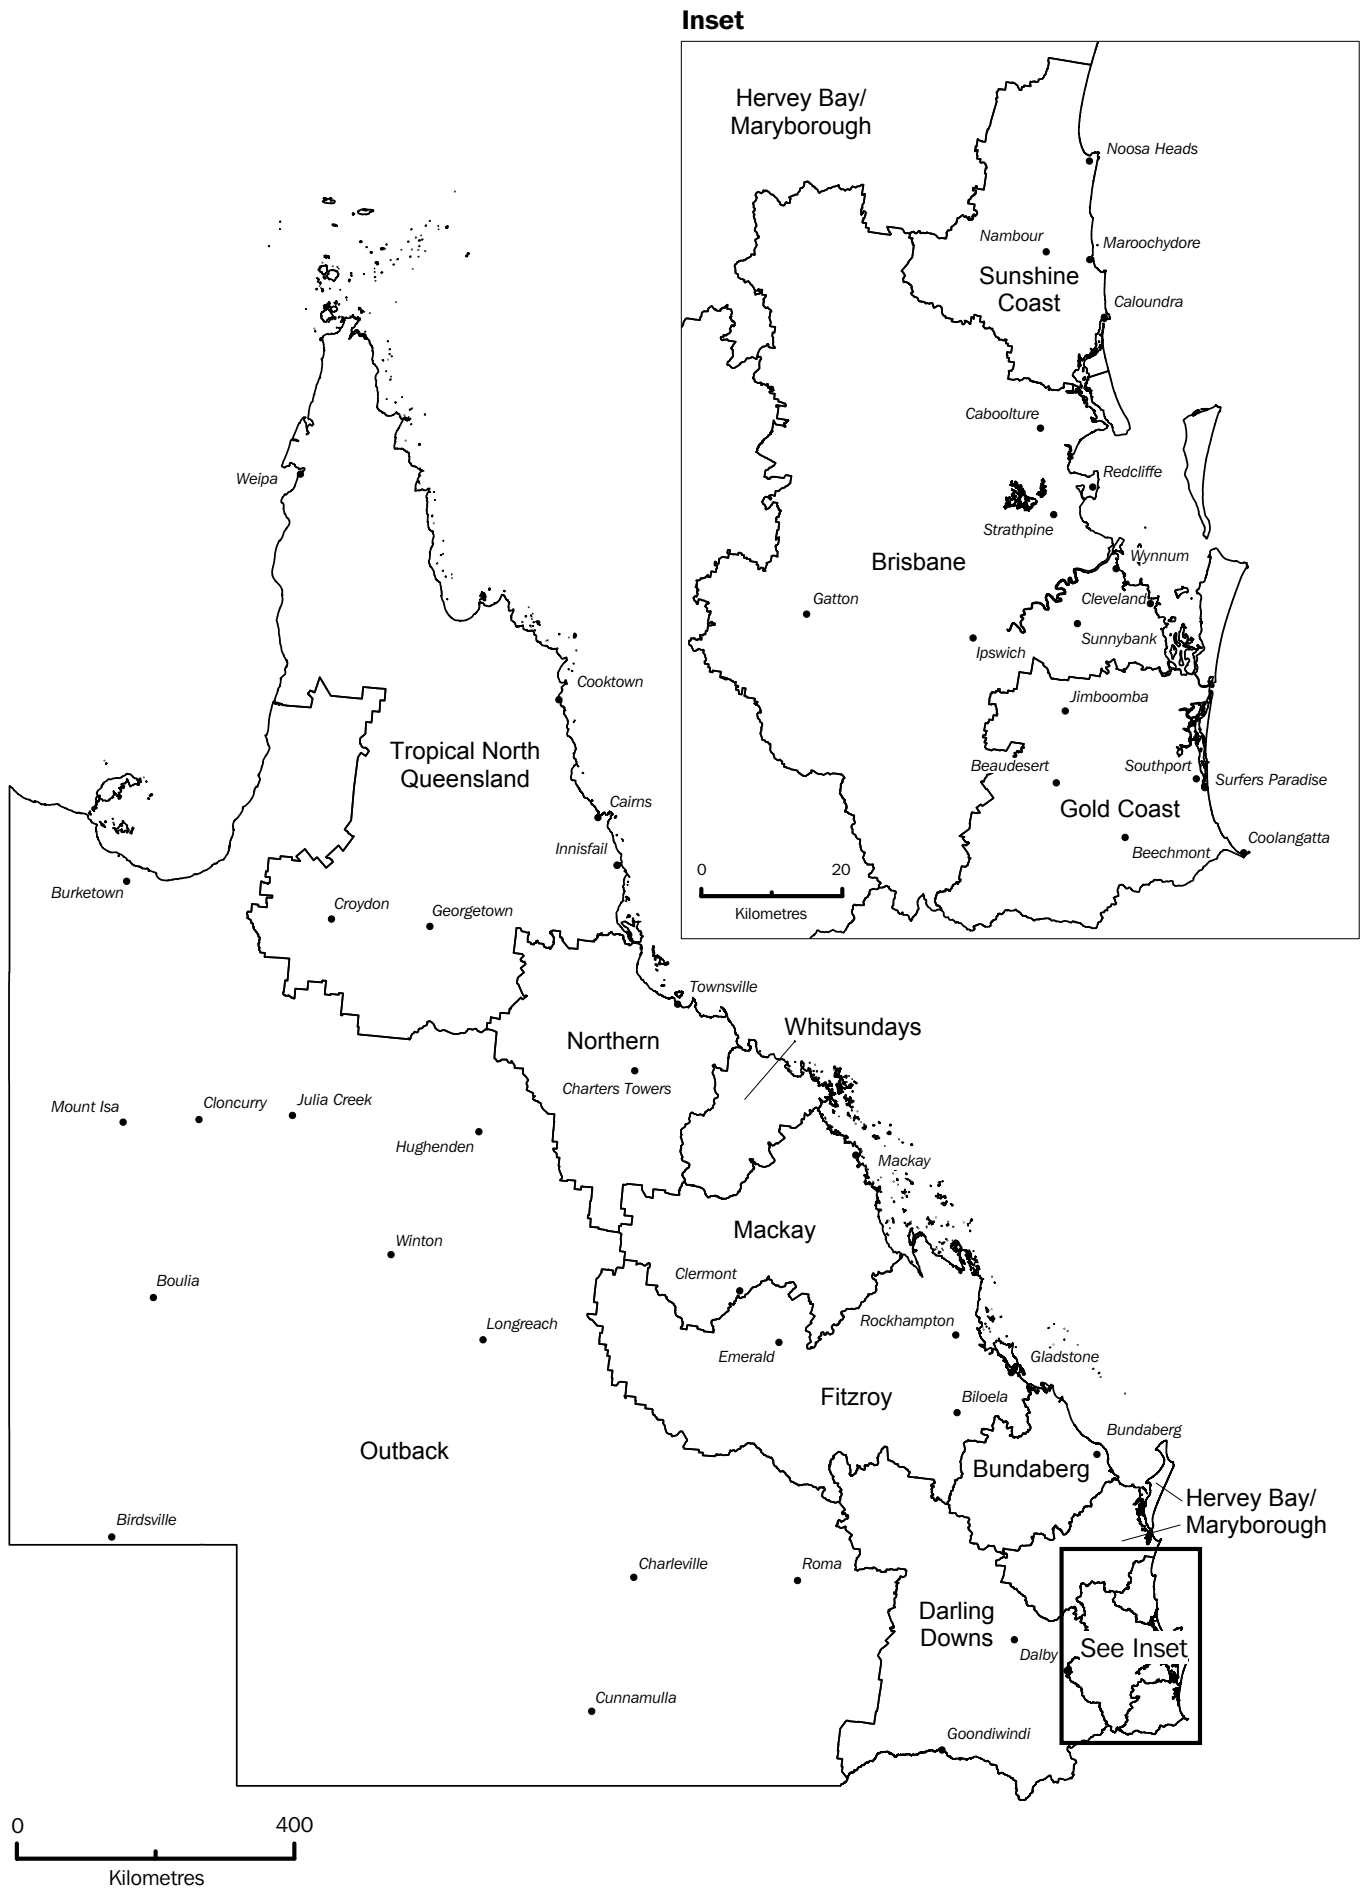 Inset
Hervey Bay/
Maryborough
Noosa Heads
Nambour
Maroochydore
Sunshine
Coast
Caloundra
Caboolture
Redcliffe
Strathpine
Wynnum
Brisbane
Cleveland
Gatton
Sunnybank
Ipswich
Jimboomba
Beaudesert
Southport
Surfers Paradise
Gold Coast
Coolangatta
Beechmont
0 20
Kilometres
Weipa
Cooktown
Tropical North
Queensland
Cairns
Innisfail
Burketown
Croydon
Georgetown
Townsville
Whitsundays
Northern
Charters Towers
Mount Isa
Cloncurry
Julia Creek
Hughenden
Mackay
Mackay
Winton
Clermont
Boulia
Longreach
Rockhampton
Emerald
Gladstone
Fitzroy
Biloela
Bundaberg
Outback
Bundaberg
Hervey Bay/
Maryborough
Birdsville
Charleville
Roma
Darling
Downs
Dalby
See Inset
Cunnamulla
Goondiwindi
0 400
Kilometres